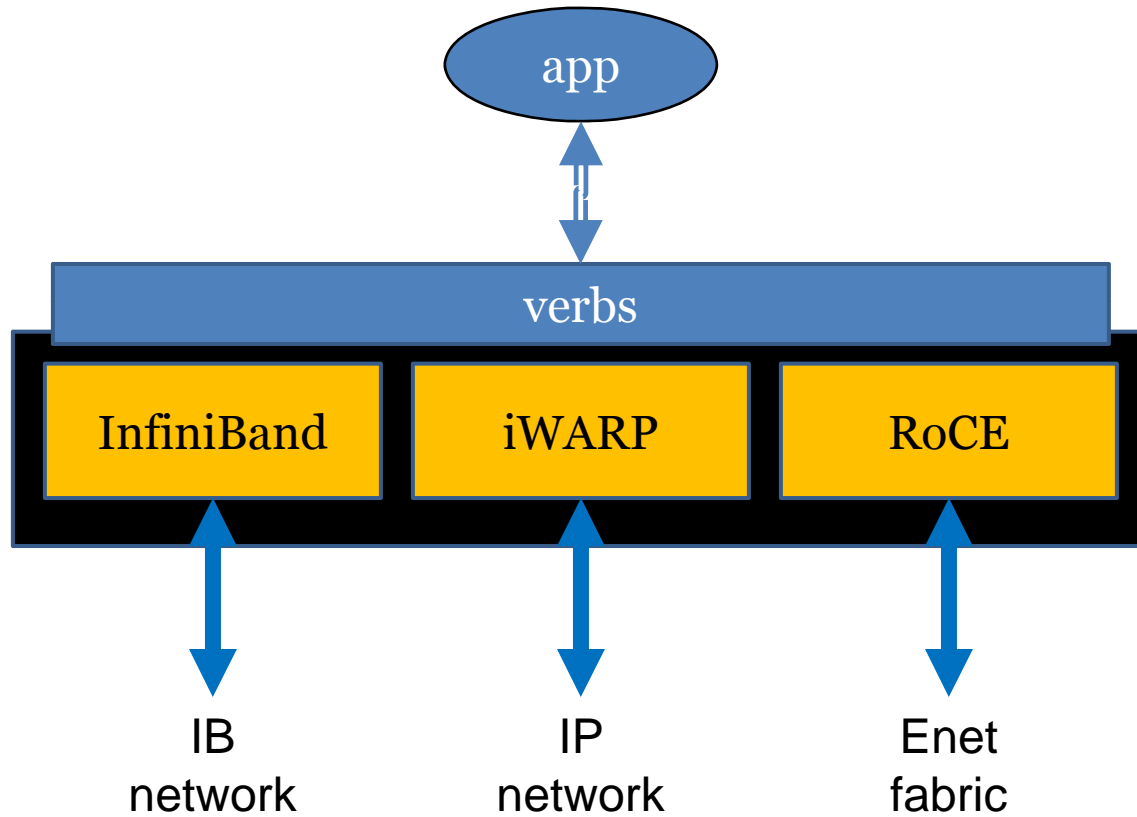 app
verbs
InfiniBand
iWARP
RoCE
IB
network
IP
network
Enet
fabric